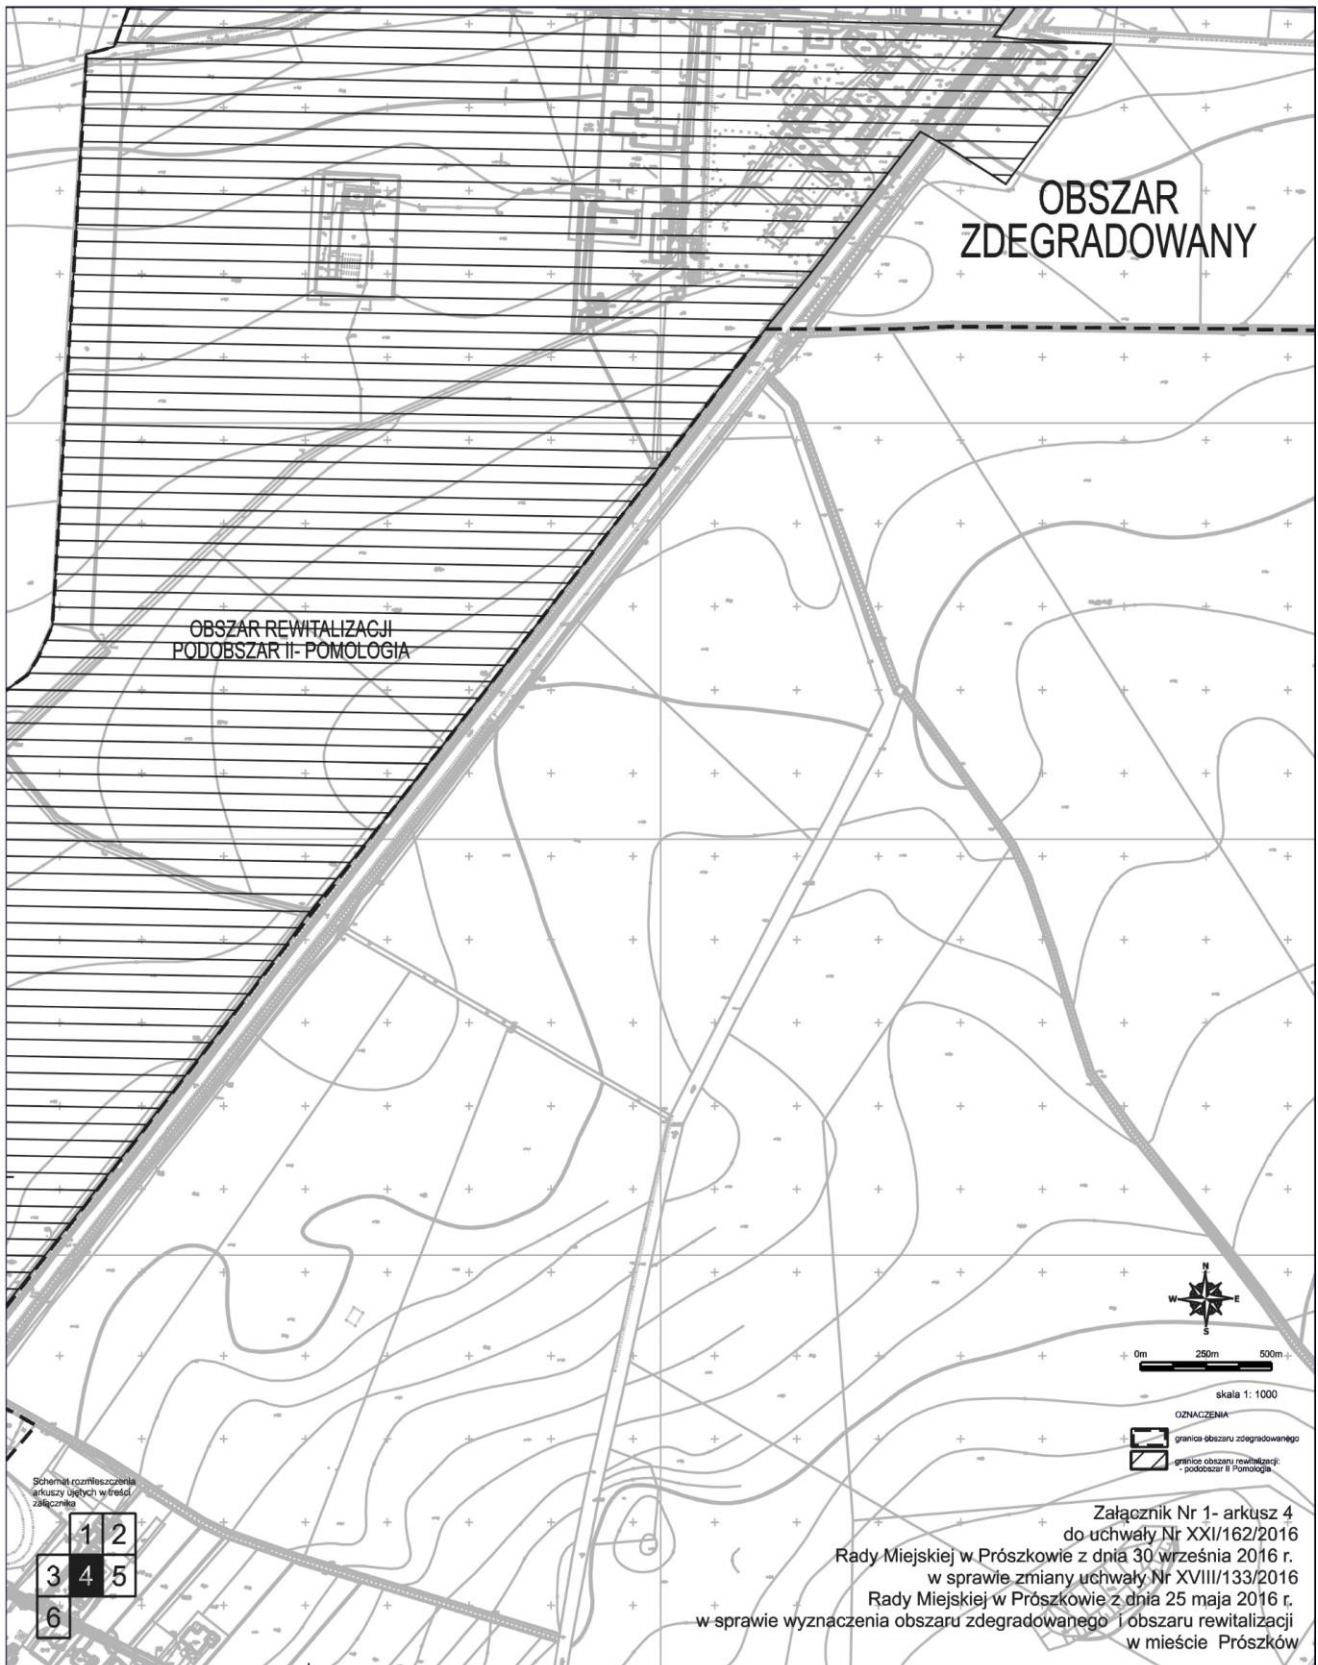 OBSZAR
ZDEGRADOWANY
OBSZAR REWITALIZACJI
PODOBSZAR II- POMOLOGIA
N
W
E
S
0m 250m 500m
skala 1: 1000
OZNACZENIA
granica obszaru zdegradowanego
granice obszaru rewitalizacji:
- podobszar II Pomologia
Schemat rozmieszczenia
arkuszy ujętych w treści
załącznika
1 2
3 4 5
6
Załącznik Nr 1- arkusz 4
do uchwały Nr XXI/162/2016
Rady Miejskiej w Prószkowie z dnia 30 września 2016 r.
w sprawie zmiany uchwały Nr XVIII/133/2016
Rady Miejskiej w Prószkowie z dnia 25 maja 2016 r.
w sprawie wyznaczenia obszaru zdegradowanego i obszaru rewitalizacji
w mieście Prószków